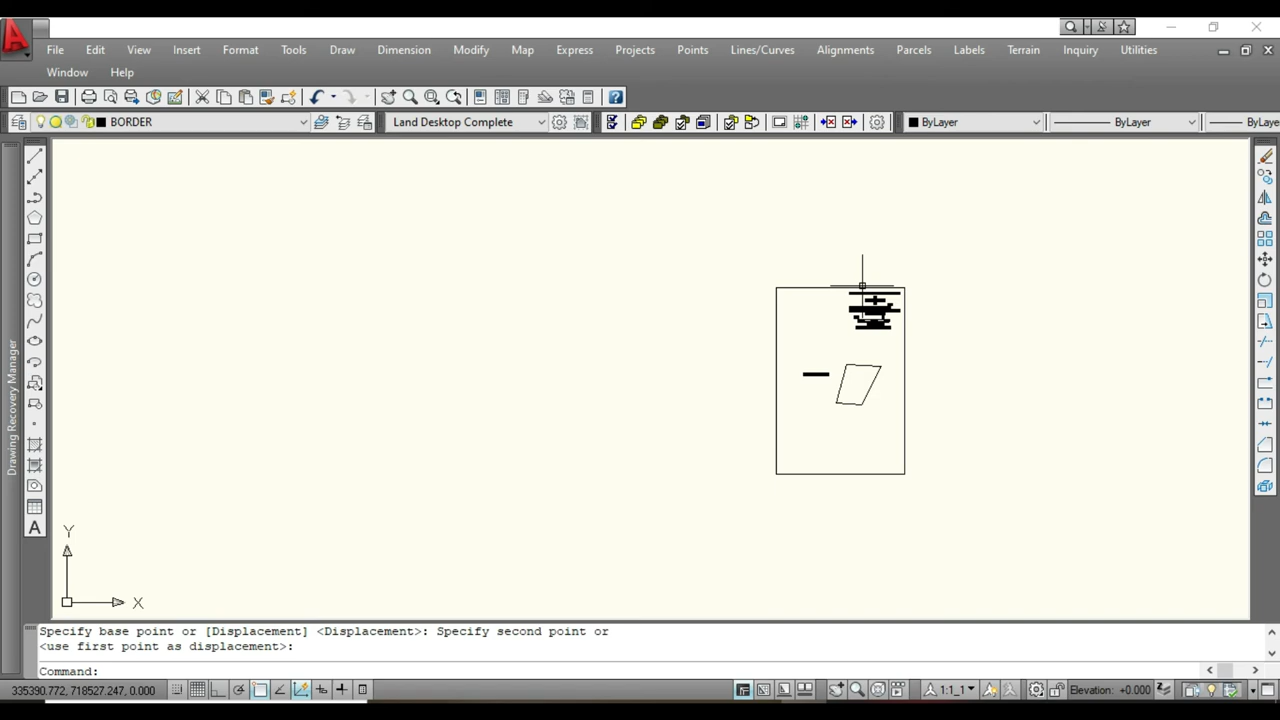 File Edit View Insert Format Tools Draw Dimension Modify Map Express Projects Points Lines/Curves Alignments Parcels Labels Terrain Inquiry Utilities
Window Help
BORDER Land Desktop Complete ByLayer ByLayer ByLaye
Drawing Recovery Manager
A
Y
X
Specify base point or [Displacement] <Displacement>: Specify second point or
<use first point as displacement>:
Command:
335390.772, 718527.247, 0.000 1:1_1 Elevation: +0.000